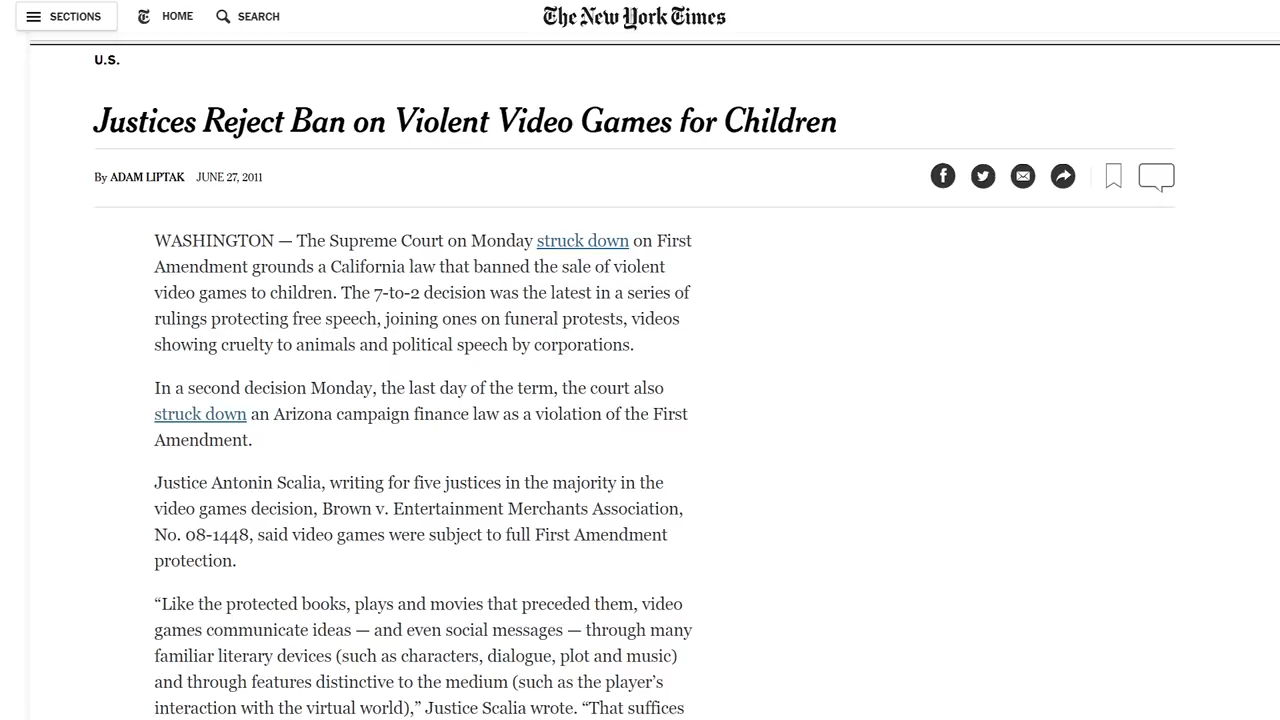 SECTIONS HOME SEARCH The New York Times
U.S.
Justices Reject Ban on Violent Video Games for Children
By ADAM LIPTAK JUNE 27, 2011
WASHINGTON — The Supreme Court on Monday struck down on First
Amendment grounds a California law that banned the sale of violent
video games to children. The 7-to-2 decision was the latest in a series of
rulings protecting free speech, joining ones on funeral protests, videos
showing cruelty to animals and political speech by corporations.
In a second decision Monday, the last day of the term, the court also
struck down an Arizona campaign finance law as a violation of the First
Amendment.
Justice Antonin Scalia, writing for five justices in the majority in the
video games decision, Brown v. Entertainment Merchants Association,
No. 08-1448, said video games were subject to full First Amendment
protection.
“Like the protected books, plays and movies that preceded them, video
games communicate ideas — and even social messages — through many
familiar literary devices (such as characters, dialogue, plot and music)
and through features distinctive to the medium (such as the player’s
interaction with the virtual world),” Justice Scalia wrote. “That suffices